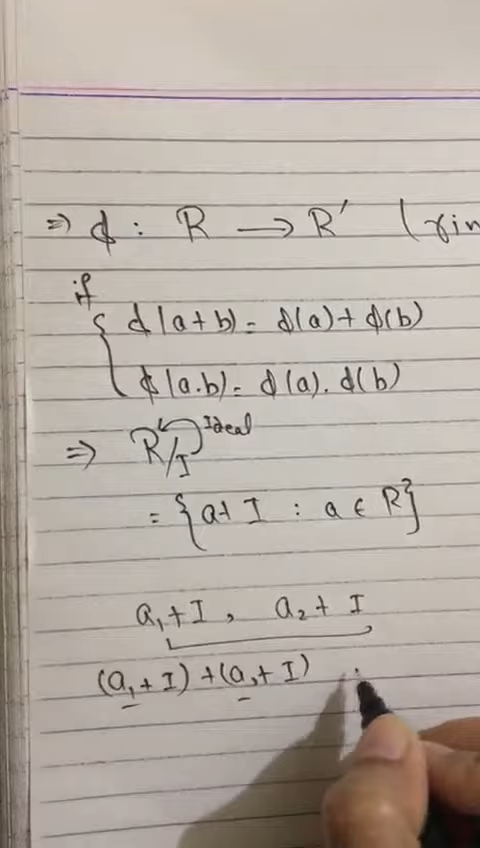 ⇒ ϕ : R → R′ (rin
if
{ ϕ(a+b) = ϕ(a) + ϕ(b)
ϕ(a.b) = ϕ(a). ϕ(b)
⇒ R/I Ideal
= {a+I : a ∈ R}
a₁+I, a₂+I
(a₁+I)+(a₂+I)